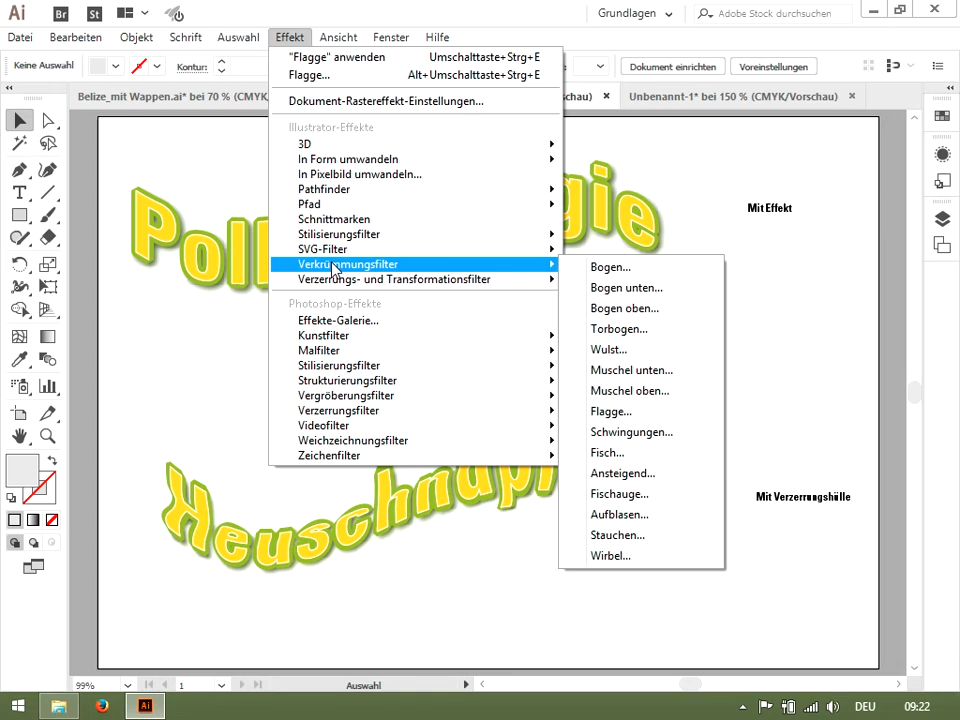 Ai Br St Grundlagen Adobe Stock durchsuchen
Datei Bearbeiten Objekt Schrift Auswahl Effekt Ansicht Fenster Hilfe
Keine Auswahl Kontur: Dokument einrichten Voreinstellungen
Belize_mit Wappen.ai* bei 70 % (CMYK/ schau) × Unbenannt-1* bei 150 % (CMYK/Vorschau) ×
"Flagge" anwenden Umschalttaste+Strg+E
Flagge... Alt+Umschalttaste+Strg+E
Dokument-Rastereffekt-Einstellungen...
Illustrator-Effekte
3D
In Form umwandeln
In Pixelbild umwandeln...
Pathfinder
Pfad
Schnittmarken
Stilisierungsfilter
SVG-Filter
Verkrümmungsfilter
Verzerrungs- und Transformationsfilter
Photoshop-Effekte
Effekte-Galerie...
Kunstfilter
Malfilter
Stilisierungsfilter
Strukturierungsfilter
Vergröberungsfilter
Verzerrungsfilter
Videofilter
Weichzeichnungsfilter
Zeichenfilter
Bogen...
Bogen unten...
Bogen oben...
Torbogen...
Wulst...
Muschel unten...
Muschel oben...
Flagge...
Schwingungen...
Fisch...
Ansteigend...
Fischauge...
Aufblasen...
Stauchen...
Wirbel...
Poll gie
Mit Effekt
Heuschnupf
Mit Verzerrungshülle
99% 1 Auswahl
Ai DEU 09:22